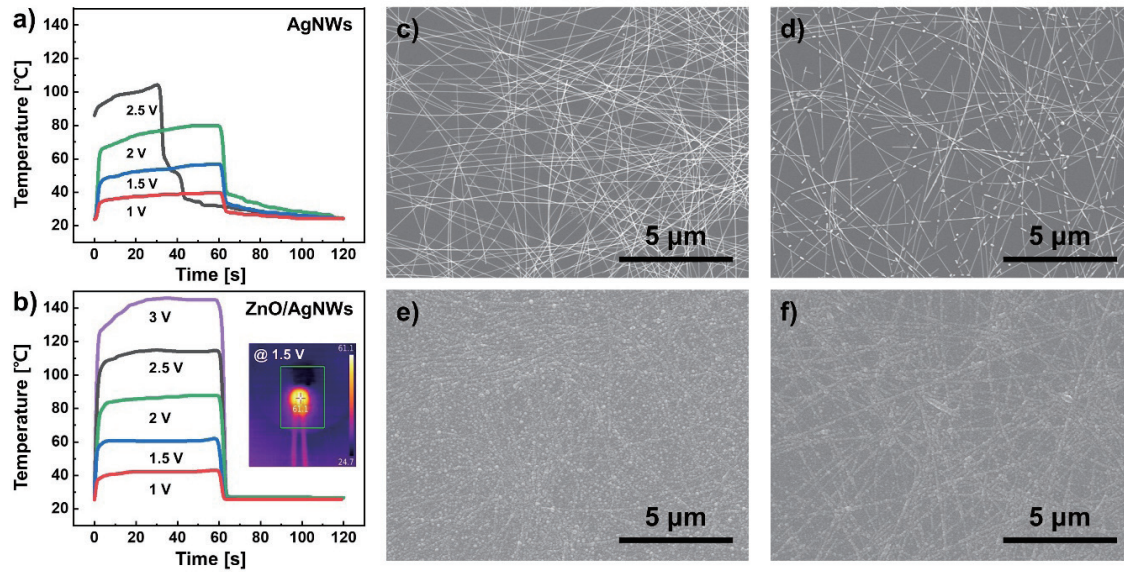 a)
AgNWs
Temperature [℃]
140
120
100
80
60
40
20
2.5 V
2 V
1.5 V
1 V
0 20 40 60 80 100 120
Time [s]
b)
ZnO/AgNWs
Temperature [℃]
140
120
100
80
60
40
20
3 V
2.5 V
2 V
1.5 V
1 V
@ 1.5 V
61.1
61.1
24.7
0 20 40 60 80 100 120
Time [s]
c)
5 µm
d)
5 µm
e)
5 µm
f)
5 µm